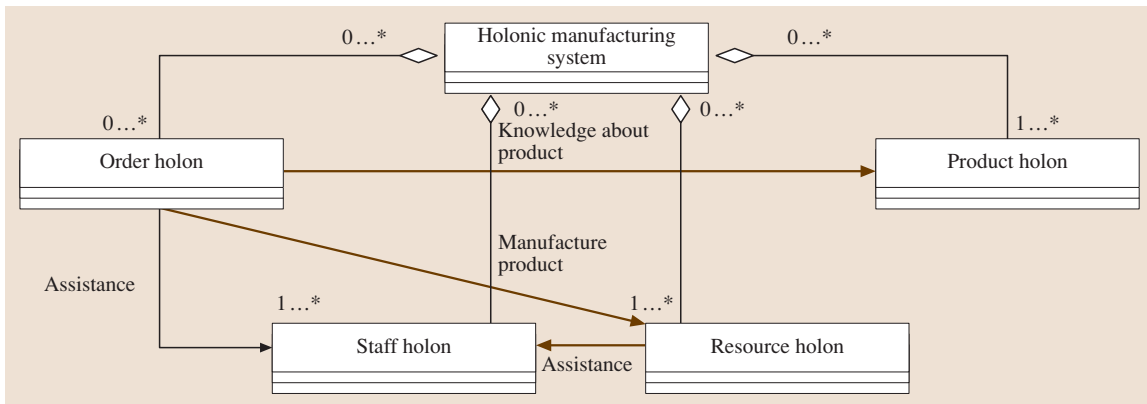 0…*
Holonic manufacturing
system
0…*
0…*
0…*
0…*
Knowledge about
product
1…*
Order holon
Product holon
Manufacture
product
Assistance
1…*
1…*
Staff holon
Resource holon
Assistance